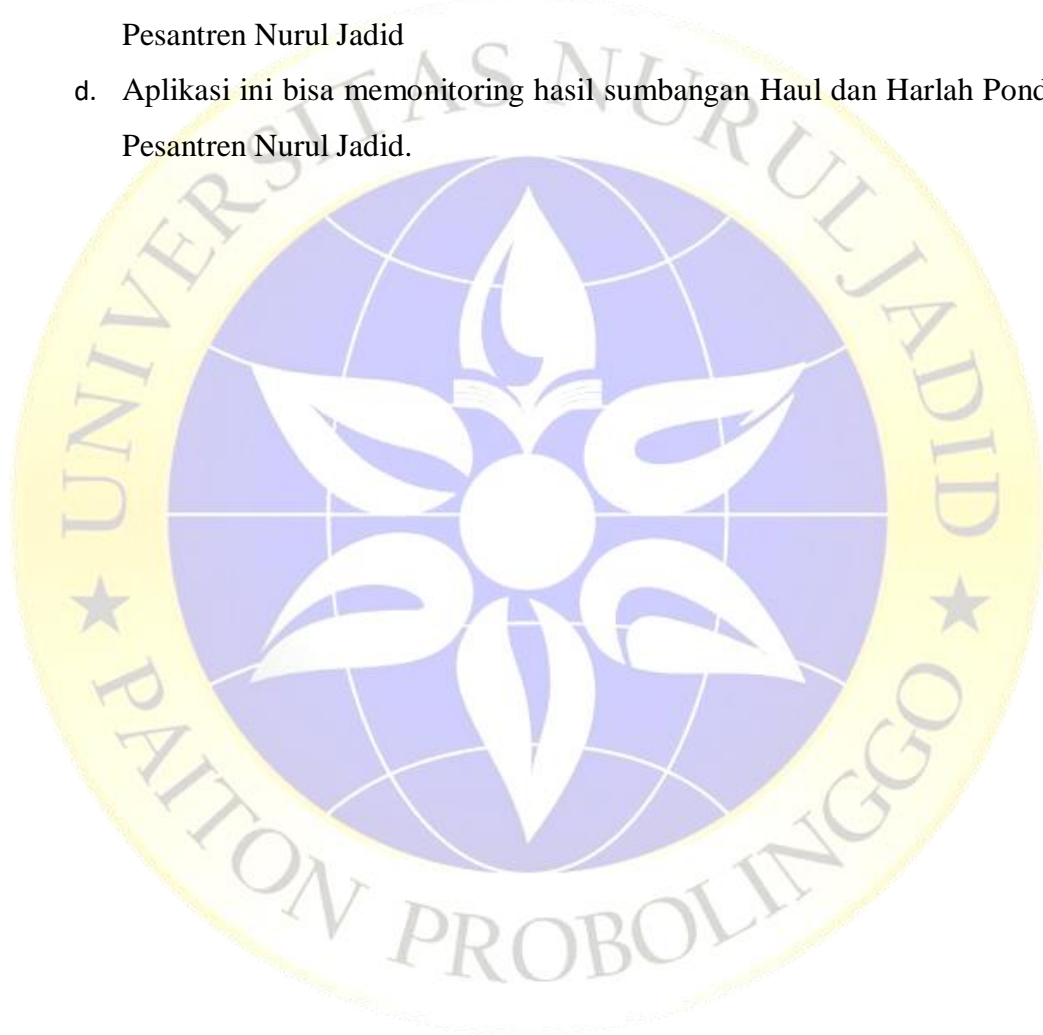 Pesantren Nurul Jadid
d. Aplikasi ini bisa memonitoring hasil sumbangan Haul dan Harlah Pond
Pesantren Nurul Jadid.
UNIVERSITAS NURUL JADID
★ PAITON PROBOLINGGO ★